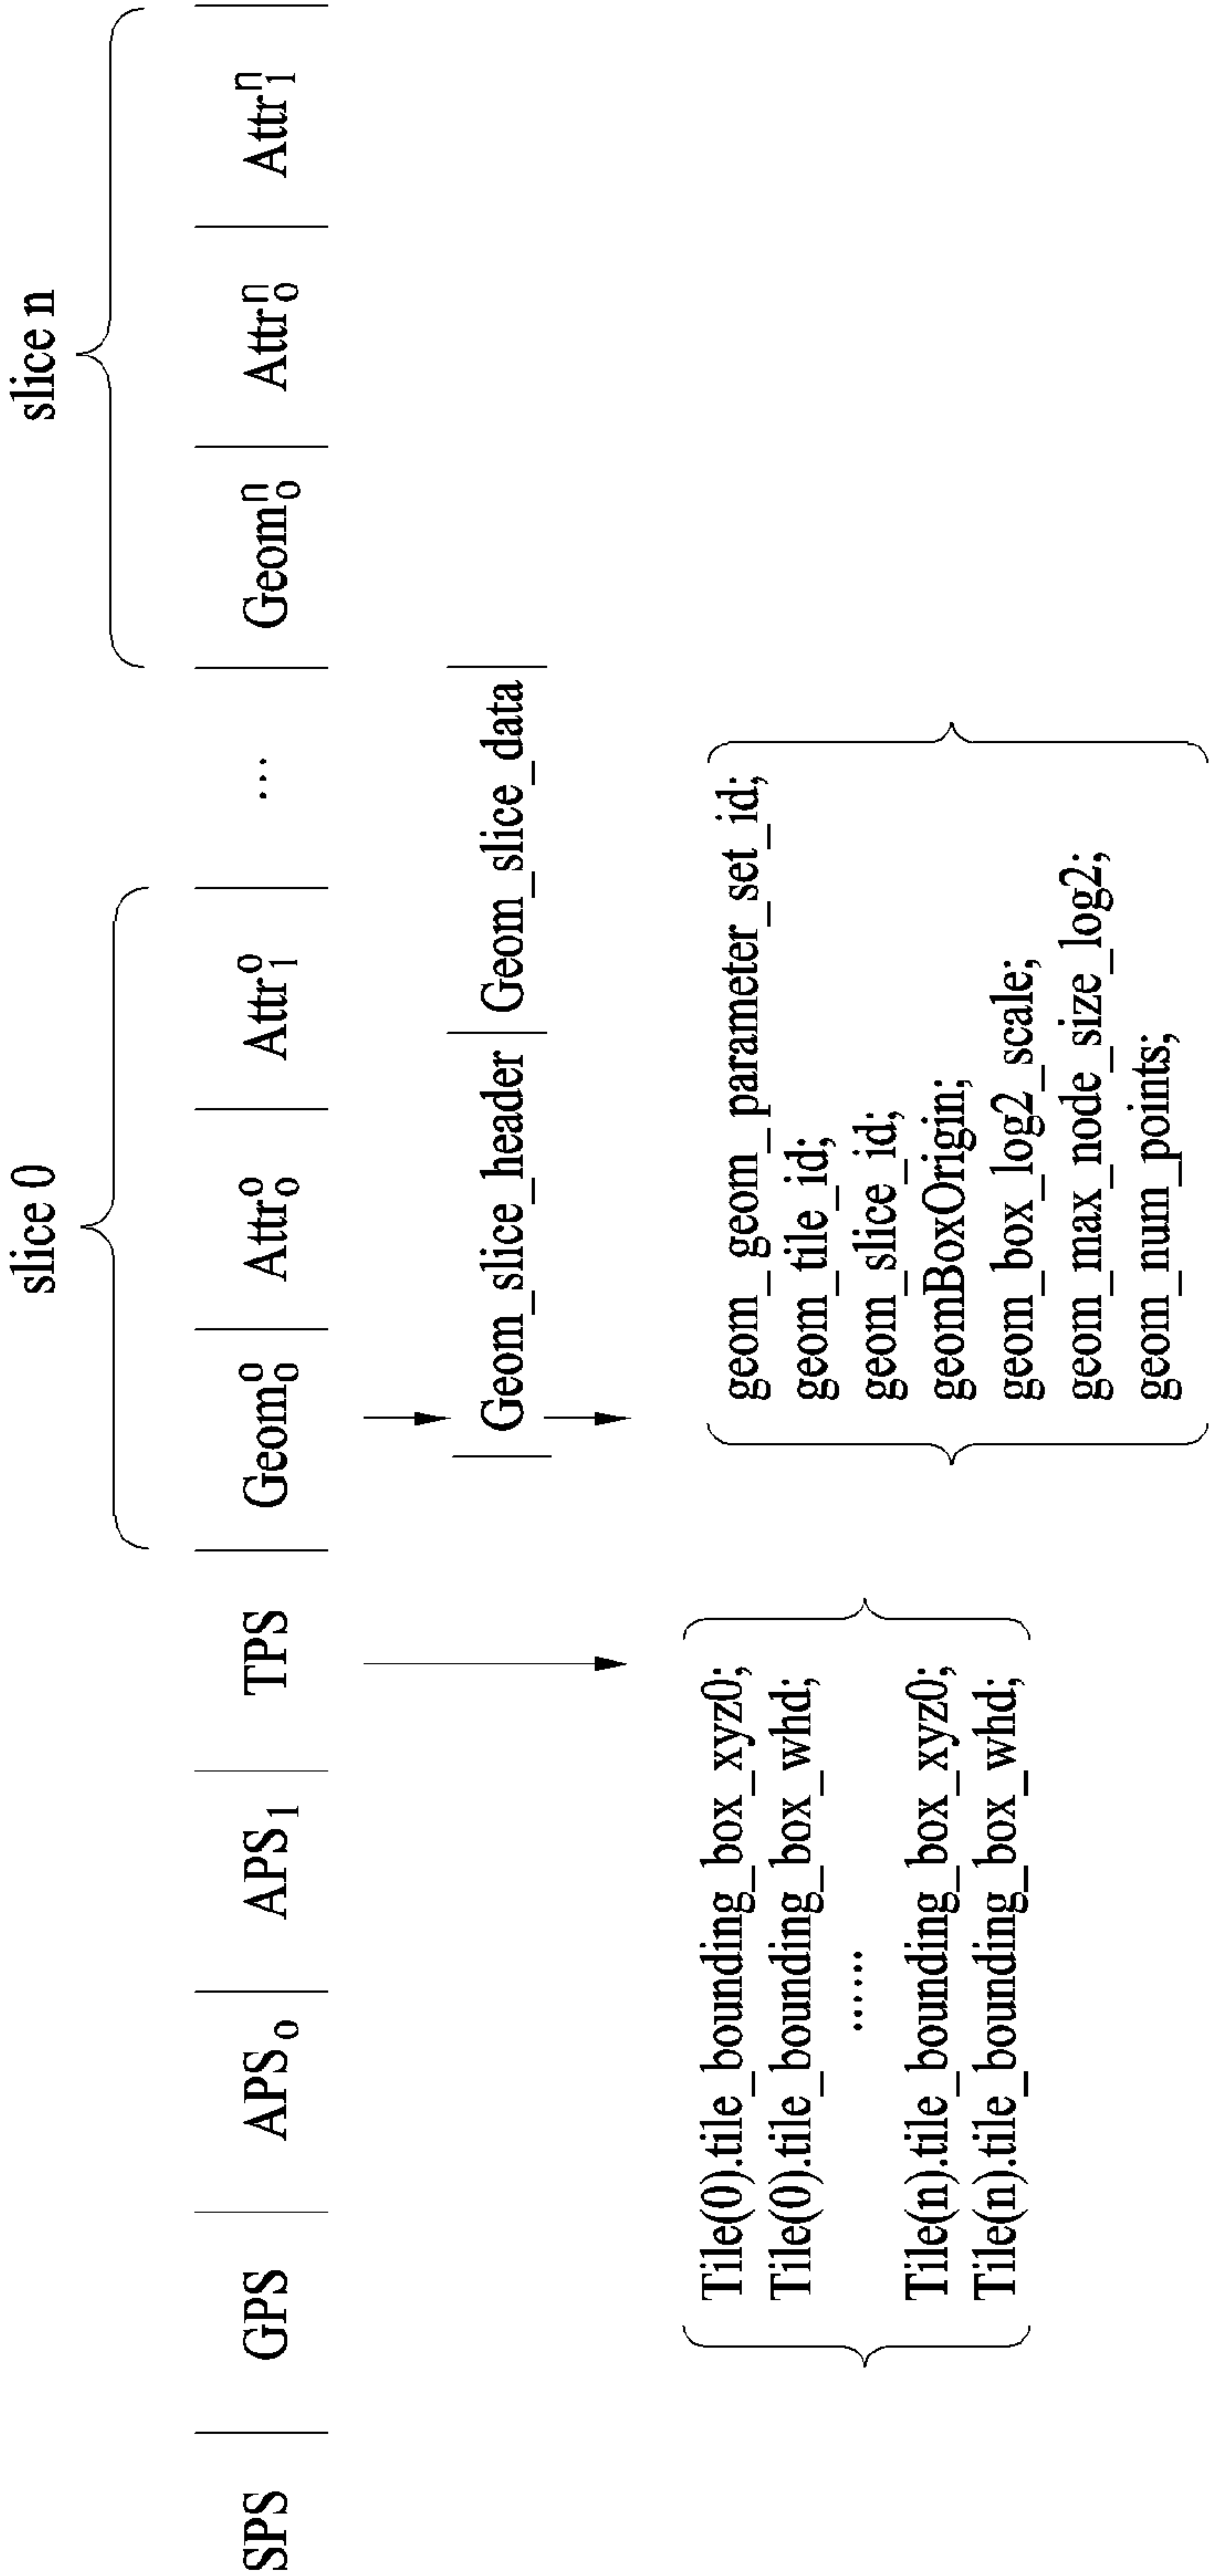 slice 0 slice n
SPS | GPS | APS₀ | APS₁ | TPS | Geom₀⁰ | Attr₀⁰ | Attr₁⁰ | ... | Geom₀ⁿ | Attr₀ⁿ | Attr₁ⁿ
| Geom_slice_header | Geom_slice_data |
Tile(0).tile_bounding_box_xyz0;
Tile(0).tile_bounding_box_whd;
......
Tile(n).tile_bounding_box_xyz0;
Tile(n).tile_bounding_box_whd;
geom_geom_parameter_set_id;
geom_tile_id;
geom_slice_id;
geomBoxOrigin;
geom_box_log2_scale;
geom_max_node_size_log2;
geom_num_points;